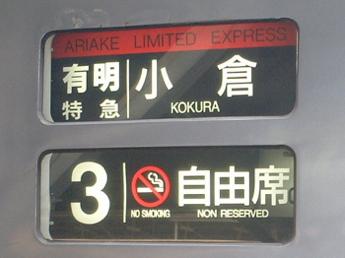 ARIAKE LIMITED EXPRESS
有明 小倉
特急 KOKURA
3 自由席
NO SMOKING NON RESERVED